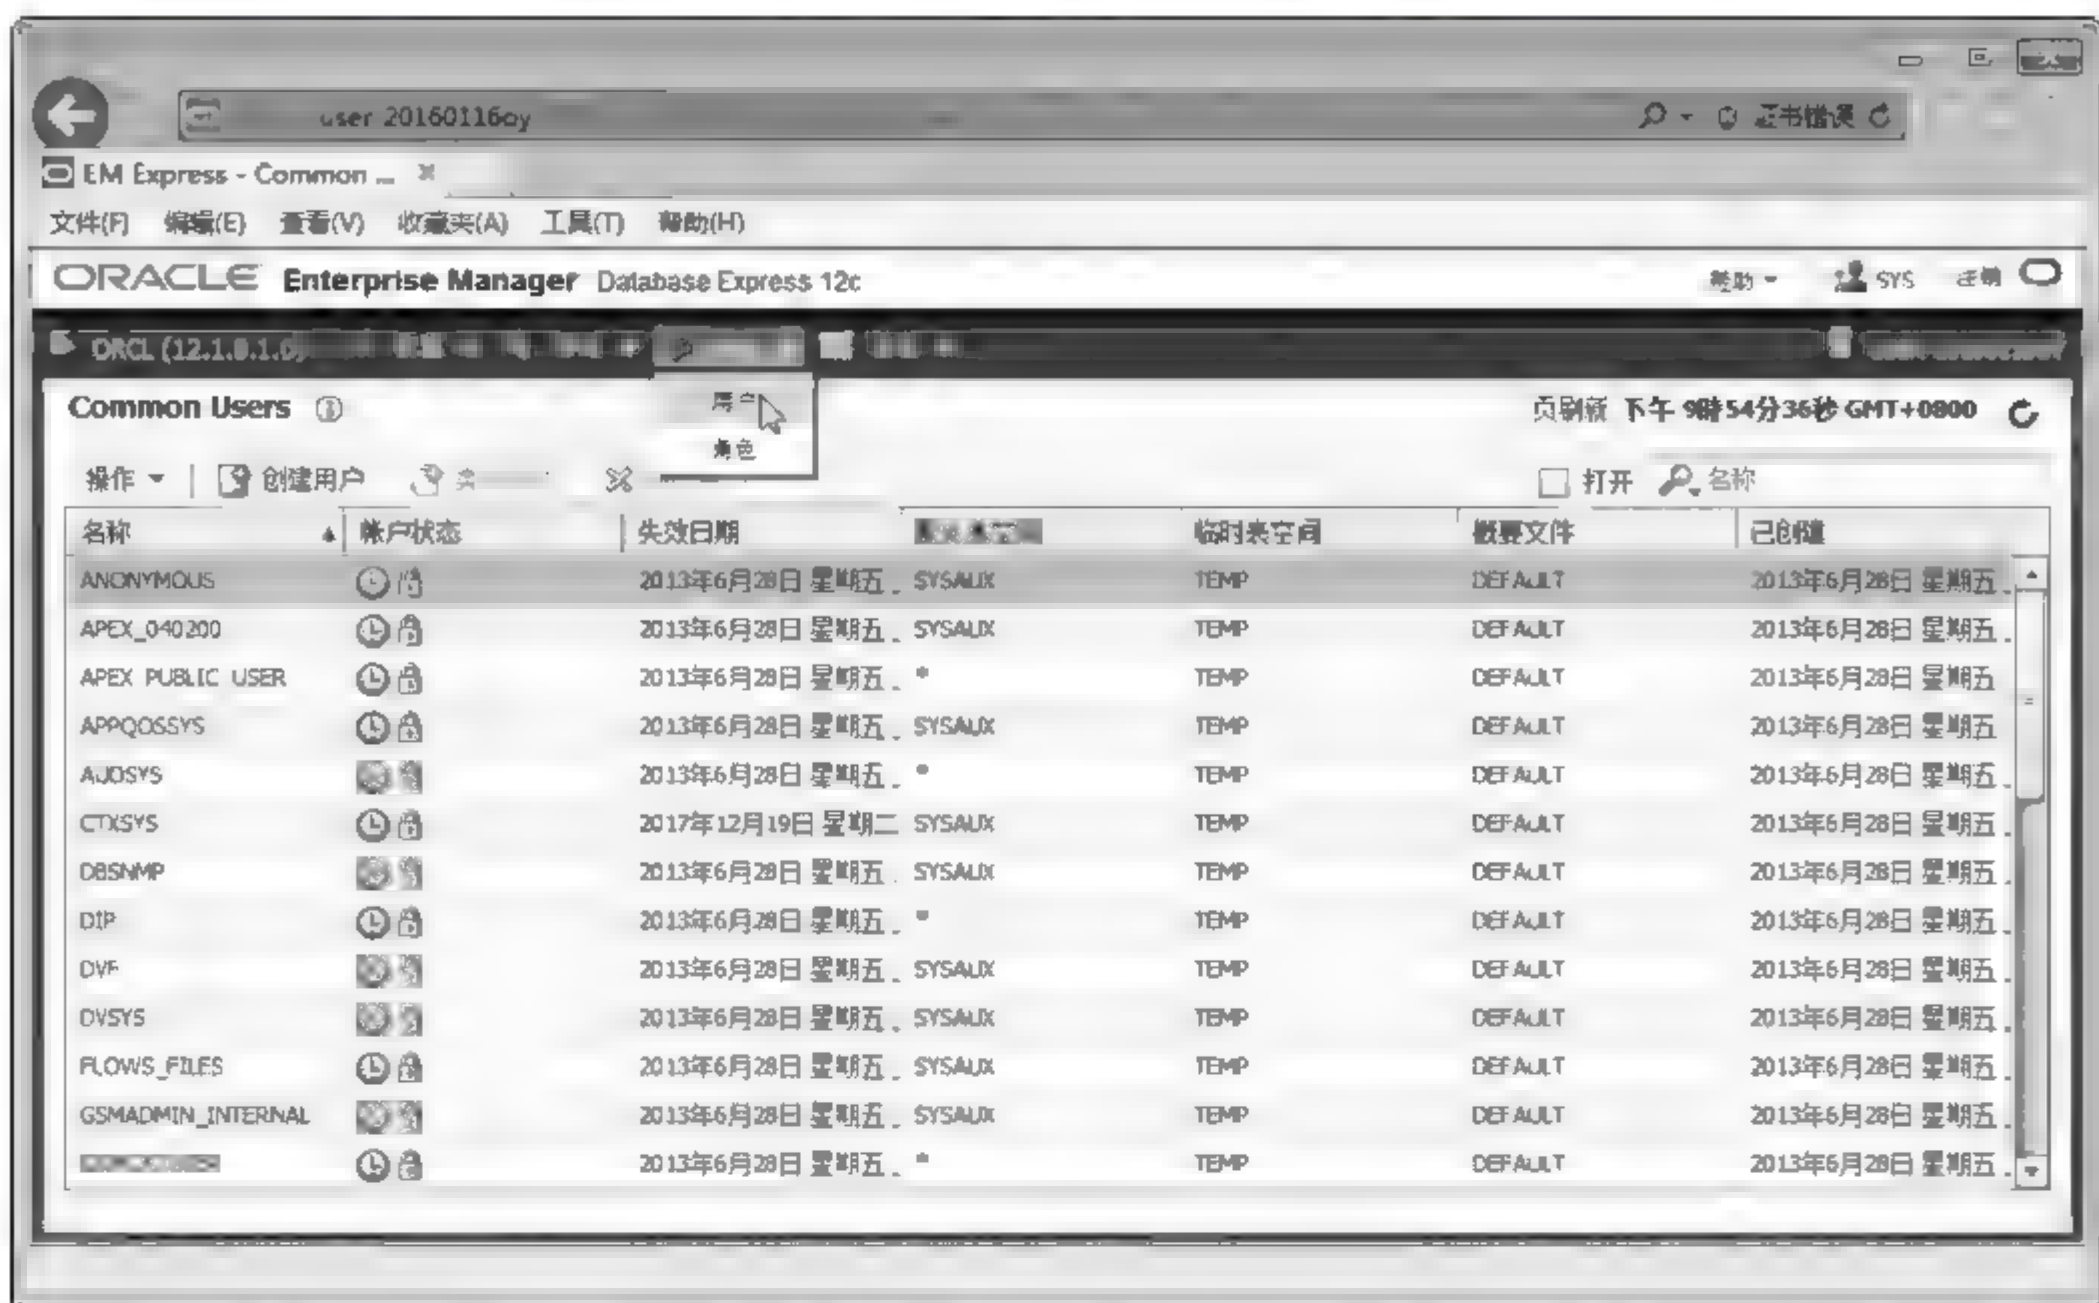 user 20160116oy 证书错误
EM Express - Common ...
文件(F) 编辑(E) 查看(V) 收藏夹(A) 工具(T) 帮助(H)
ORACLE Enterprise Manager Database Express 12c 帮助 SYS 注销
ORCL (12.1.0.1.0)
用户
Common Users 页刷新 下午 9时54分36秒 GMT+0800
角色
操作 创建用户 打开 名称
名称 帐户状态 失效日期 临时表空间 概要文件 已创建
ANONYMOUS 2013年6月28日 星期五 SYSAUX TEMP DEFAULT 2013年6月28日 星期五
APEX_040200 2013年6月28日 星期五 SYSAUX TEMP DEFAULT 2013年6月28日 星期五
APEX PUBLIC USER 2013年6月28日 星期五 * TEMP DEFAULT 2013年6月28日 星期五
APPQOSSYS 2013年6月28日 星期五 SYSAUX TEMP DEFAULT 2013年6月28日 星期五
AUDSYS 2013年6月28日 星期五 * TEMP DEFAULT 2013年6月28日 星期五
CTXSYS 2017年12月19日 星期二 SYSAUX TEMP DEFAULT 2013年6月28日 星期五
DBSNMP 2013年6月28日 星期五 SYSAUX TEMP DEFAULT 2013年6月28日 星期五
DIP 2013年6月28日 星期五 * TEMP DEFAULT 2013年6月28日 星期五
DVF 2013年6月28日 星期五 SYSAUX TEMP DEFAULT 2013年6月28日 星期五
DVSYS 2013年6月28日 星期五 SYSAUX TEMP DEFAULT 2013年6月28日 星期五
FLOWS_FILES 2013年6月28日 星期五 SYSAUX TEMP DEFAULT 2013年6月28日 星期五
GSMADMIN_INTERNAL 2013年6月28日 星期五 SYSAUX TEMP DEFAULT 2013年6月28日 星期五
2013年6月28日 星期五 * TEMP DEFAULT 2013年6月28日 星期五